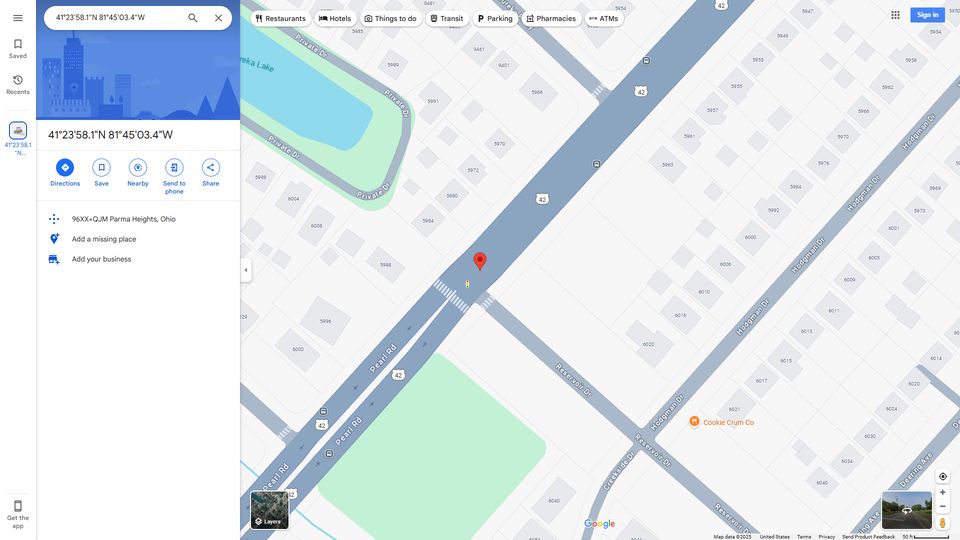 41°23'58.1"N 81°45'03.4"W
Restaurants
Hotels
Things to do
Transit
Parking
Pharmacies
ATMs
Sign in
Saved
Recents
41°23'58.1
"N...
41°23'58.1"N 81°45'03.4"W
Directions
Save
Nearby
Send to
phone
Share
96XX+QJM Parma Heights, Ohio
Add a missing place
Add your business
Get the
app
42
5947
5949
5953
5955
Private Dr
5989
9461
9401
eka Lake
5966
42
Private Dr
5991
5957
5958
Hodgman Dr
5970
5961
Private Dr
5972
5963
5976
Private Dr
5998
5980
5984
5969
6004
42
5992
5973
Hodgman Dr
6008
5984
6000
6001
5988
6006
6005
Hodgman Dr
6009
6010
6011
5996
6016
Hodgman Dr
6013
6000
6020
6015
6014
Pearl Rd
42
Reservoir Dr
6017
6020
42
Pearl Rd
Hodgman Dr
6021
6024
Cookie Crum Co
6030
Reservoir Dr
Pearl Rd
Creekside Dr
6034
Deering Ave
6040
6040
Layers
Reservoir Dr
Google
Map data ©2025
United States
Terms
Privacy
Send Product Feedback
50 ft